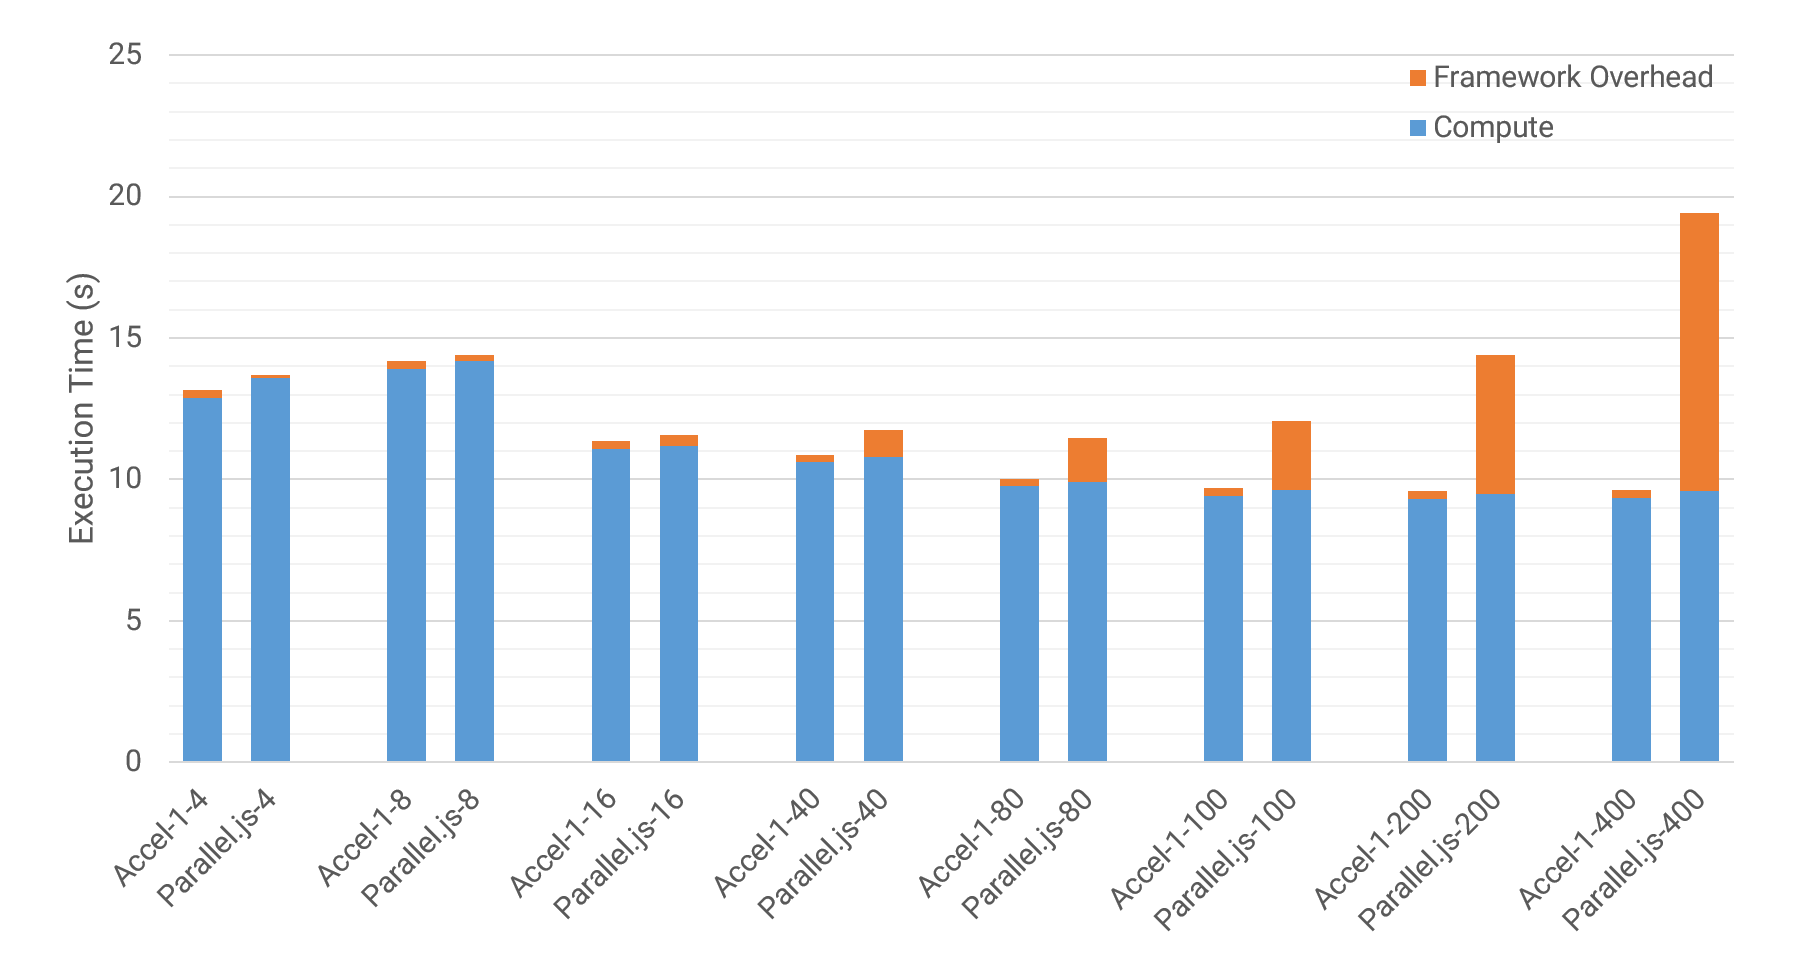 25
Framework Overhead
Compute
20
15
10
5
0
Execution Time (s)
Accel-1-4
Parallel.js-4
Accel-1-8
Parallel.js-8
Accel-1-16
Parallel.js-16
Accel-1-40
Parallel.js-40
Accel-1-80
Parallel.js-80
Accel-1-100
Parallel.js-100
Accel-1-200
Parallel.js-200
Accel-1-400
Parallel.js-400